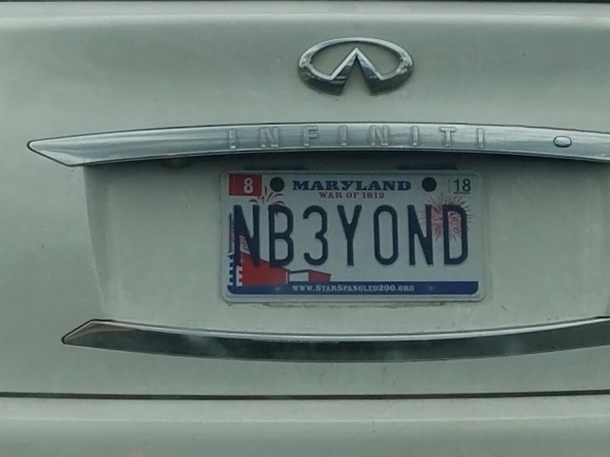 INFINITI
8 MARYLAND 18
WAR OF 1812
NB3YOND
WWW.STARSPANGLED200.ORG